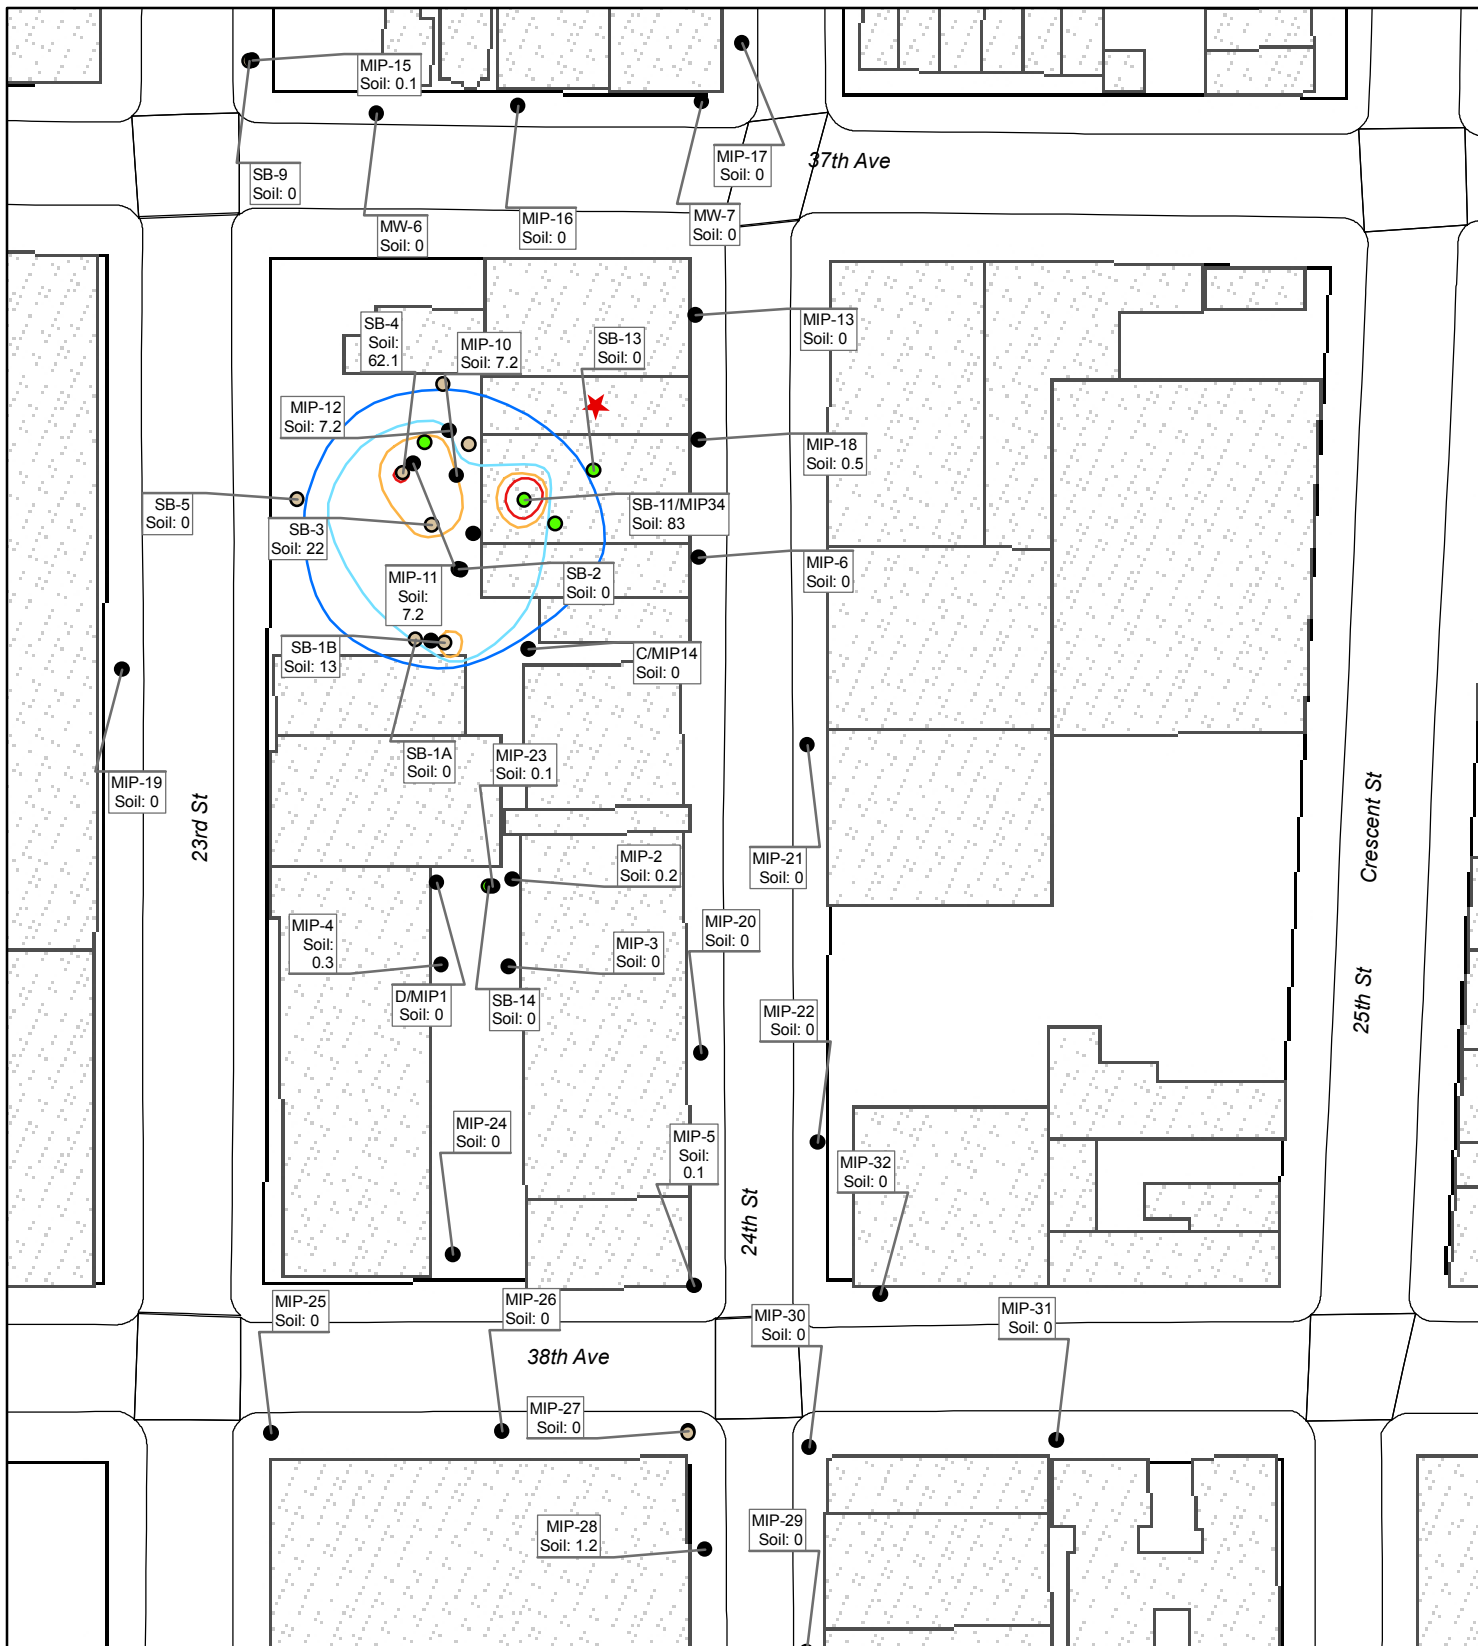 MIP-15
Soil: 0.1
SB-9
Soil: 0
MW-6
Soil: 0
MIP-16
Soil: 0
MW-7
Soil: 0
MIP-17
Soil: 0
37th Ave
SB-4
Soil:
62.1
MIP-10
Soil: 7.2
SB-13
Soil: 0
MIP-13
Soil: 0
MIP-12
Soil: 7.2
MIP-18
Soil: 0.5
SB-5
Soil: 0
SB-3
Soil: 22
SB-11/MIP34
Soil: 83
MIP-11
Soil:
7.2
SB-2
Soil: 0
MIP-6
Soil: 0
SB-1B
Soil: 13
C/MIP14
Soil: 0
SB-1A
Soil: 0
MIP-23
Soil: 0.1
MIP-19
Soil: 0
23rd St
MIP-2
Soil: 0.2
MIP-21
Soil: 0
Crescent St
MIP-4
Soil:
0.3
MIP-3
Soil: 0
MIP-20
Soil: 0
D/MIP1
Soil: 0
SB-14
Soil: 0
MIP-22
Soil: 0
25th St
MIP-24
Soil: 0
MIP-5
Soil:
0.1
MIP-32
Soil: 0
24th St
MIP-25
Soil: 0
MIP-26
Soil: 0
MIP-30
Soil: 0
MIP-31
Soil: 0
38th Ave
MIP-27
Soil: 0
MIP-28
Soil: 1.2
MIP-29
Soil: 0